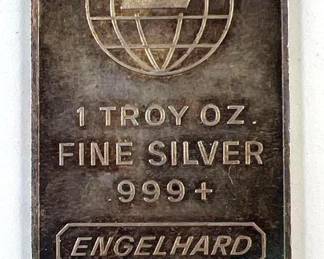 1 TROY OZ.
FINE SILVER
.999+
ENGELHARD